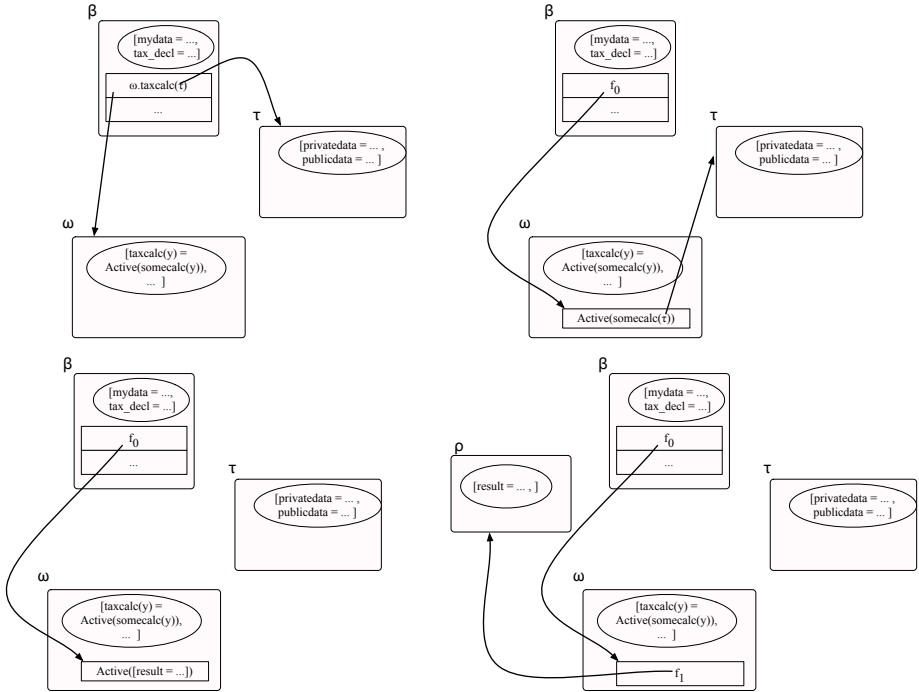 β
[mydata = ...,
tax_decl = ...]
ω.taxcalc(τ)
...
τ
[privatedata = ... ,
publicdata = ... ]
ω
[taxcalc(y) =
Active(somecalc(y)),
... ]
β
[mydata = ...,
tax_decl = ...]
f0
...
τ
[privatedata = ... ,
publicdata = ... ]
ω
[taxcalc(y) =
Active(somecalc(y)),
... ]
Active(somecalc(τ))
β
[mydata = ...,
tax_decl = ...]
f0
...
τ
[privatedata = ... ,
publicdata = ... ]
ω
[taxcalc(y) =
Active(somecalc(y)),
... ]
Active([result = ...])
β
[mydata = ...,
tax_decl = ...]
f0
...
ρ
[result = ... , ]
τ
[privatedata = ... ,
publicdata = ... ]
ω
[taxcalc(y) =
Active(somecalc(y)),
... ]
f1